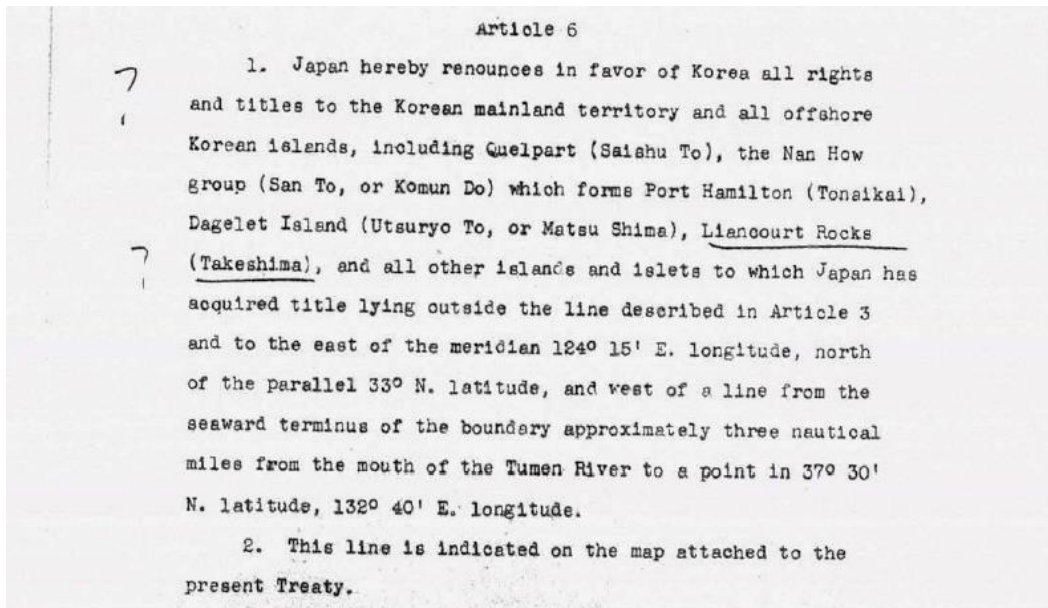 Article 6
1. Japan hereby renounces in favor of Korea all rights
and titles to the Korean mainland territory and all offshore
Korean islands, including Quelpart (Saishu To), the Nan How
group (San To, or Komun Do) which forms Port Hamilton (Tonaikai),
Dagelet Island (Utsuryo To, or Matsu Shima), Liancourt Rocks
(Takeshima), and all other islands and islets to which Japan has
acquired title lying outside the line described in Article 3
and to the east of the meridian 124º 15' E. longitude, north
of the parallel 33º N. latitude, and west of a line from the
seaward terminus of the boundary approximately three nautical
miles from the mouth of the Tumen River to a point in 37º 30'
N. latitude, 132º 40' E. longitude.
2. This line is indicated on the map attached to the
present Treaty.